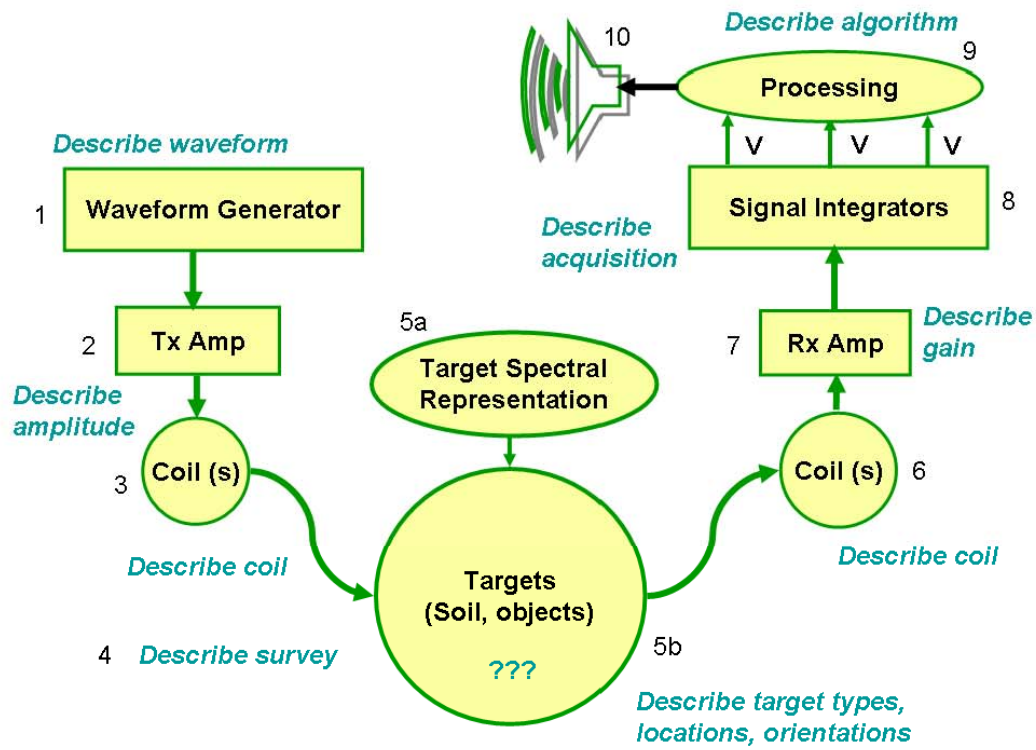 10
Describe algorithm
9
Processing
V
V
V
Describe waveform
1
Waveform Generator
Signal Integrators
8
Describe
acquisition
2
Tx Amp
Describe
amplitude
5a
Target Spectral
Representation
7
Rx Amp
Describe
gain
3
Coil (s)
Coil (s)
6
Describe coil
Describe coil
Targets
(Soil, objects)
???
5b
4
Describe survey
Describe target types,
locations, orientations